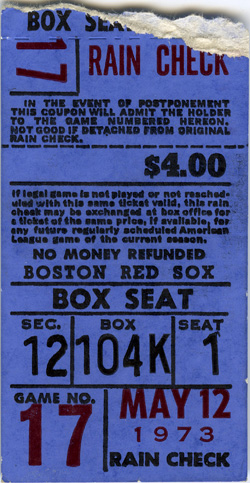 BOX SEA
17
RAIN CHECK
IN THE EVENT OF POSTPONEMENT
THIS COUPON WILL ADMIT THE HOLDER
TO THE GAME NUMBERED HEREON.
NOT GOOD IF DETACHED FROM ORIGINAL
RAIN CHECK.
$4.00
If legal game is not played or not resched-
uled with this same ticket valid, this rain
check may be exchanged at box office for
a ticket of the same price, if available, for
any future regularly scheduled American
League game of the current season.
NO MONEY REFUNDED
BOSTON RED SOX
BOX SEAT
SEC. BOX SEAT
12 104K 1
GAME NO. MAY 12
17 1973
RAIN CHECK